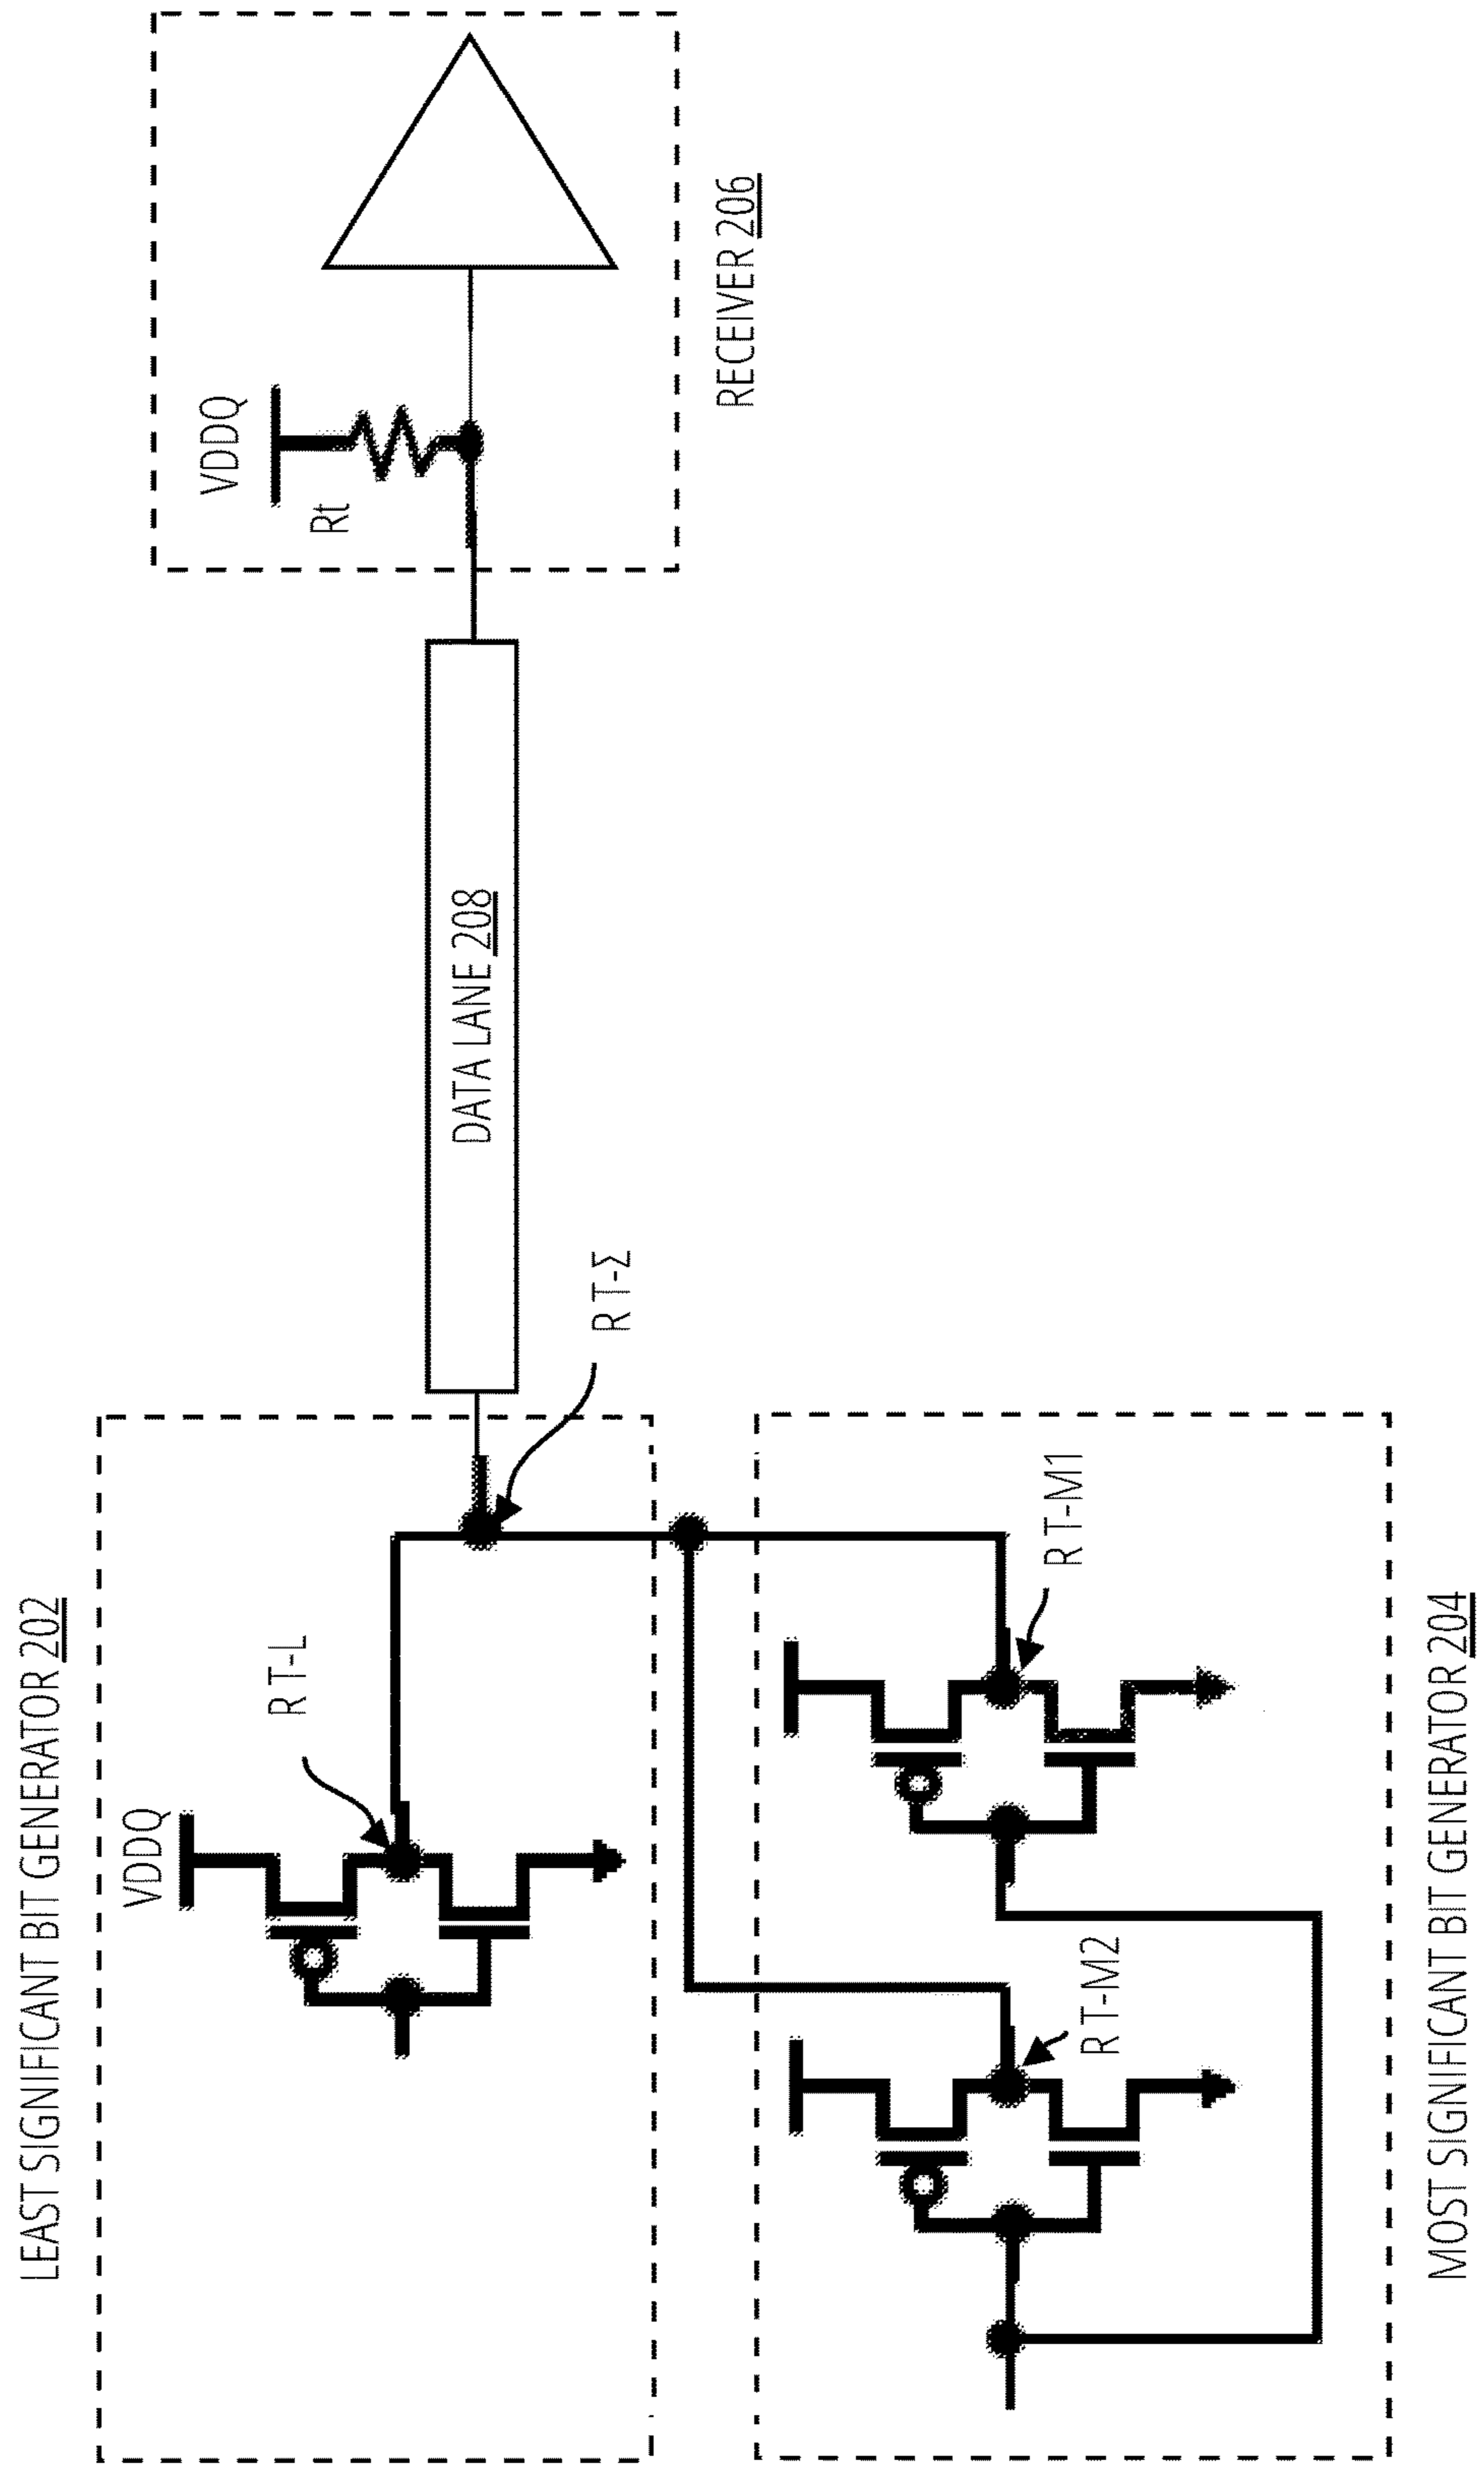 LEAST SIGNIFICANT BIT GENERATOR 202
VDDQ
R T-L
R T-Σ
DATA LANE 208
VDDQ
Rt
RECEIVER 206
R T-M2
R T-M1
MOST SIGNIFICANT BIT GENERATOR 204